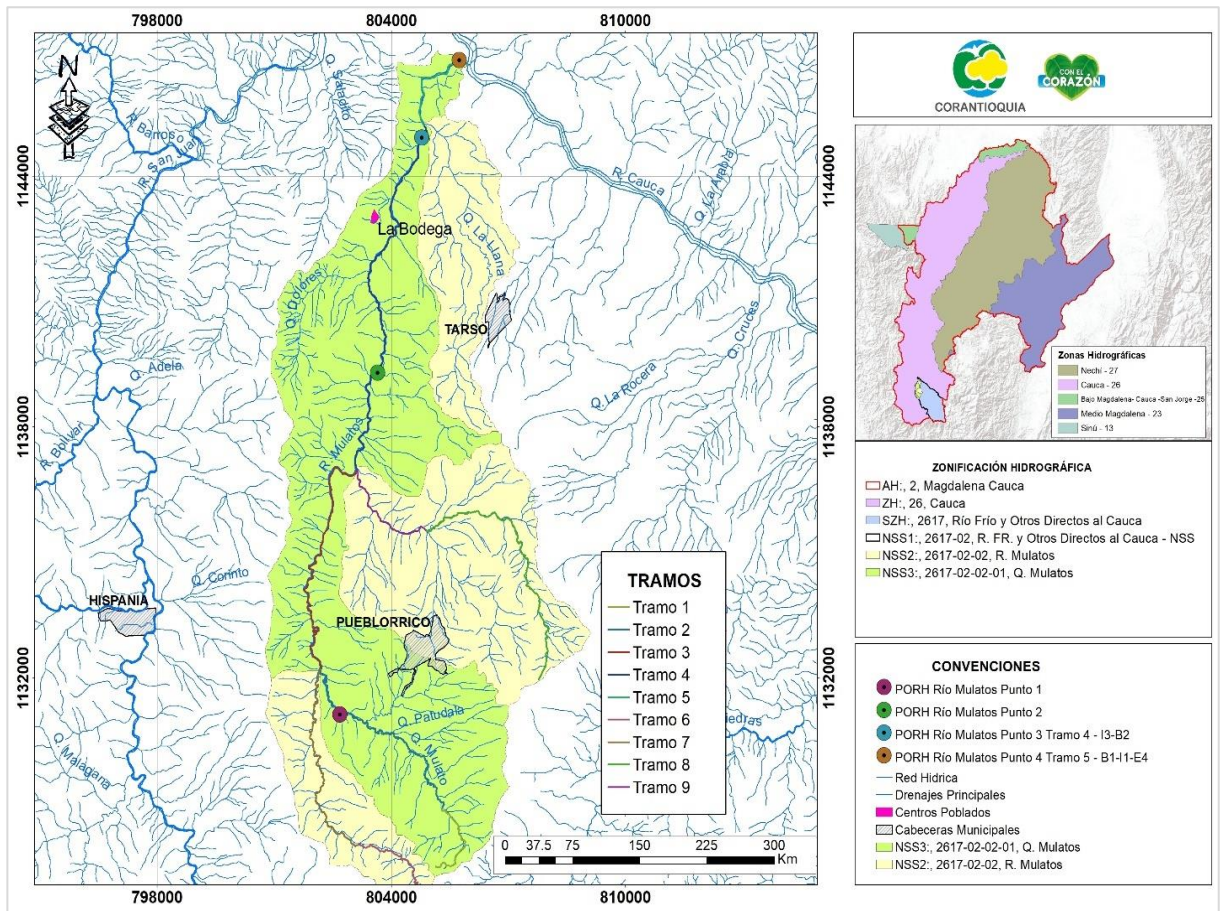 798000
804000
810000
N
R. Barroso
R. San Juan
Q. Saladito
1144000
R. Cauca
Q. La Arabia
La Bodega
Q. La Llana
Q. Dolores
TARSO
Q. Cruces
Q. La Rocera
Q. Adela
1138000
R. Bolívar
R. Mulatos
HISPANIA
Q. Corinto
PUEBLORRICO
1132000
Q. Patudala
Q. Mulato
Q. Malagana
TRAMOS
Tramo 1
Tramo 2
Tramo 3
Tramo 4
Tramo 5
Tramo 6
Tramo 7
Tramo 8
Tramo 9
0 37.5 75 150 225 300
Km
798000
804000
810000
1144000
1138000
1132000
CORANTIOQUIA
CON EL
CORAZÓN
Zonas Hidrográficas
Nechí - 27
Cauca - 26
Bajo Magdalena- Cauca -San Jorge -25
Medio Magdalena - 23
Sinú - 13
ZONIFICACIÓN HIDROGRÁFICA
AH:, 2, Magdalena Cauca
ZH:, 26, Cauca
SZH:, 2617, Río Frío y Otros Directos al Cauca
NSS1:, 2617-02, R. FR. y Otros Directos al Cauca - NSS
NSS2:, 2617-02-02, R. Mulatos
NSS3:, 2617-02-02-01, Q. Mulatos
CONVENCIONES
PORH Río Mulatos Punto 1
PORH Río Mulatos Punto 2
PORH Río Mulatos Punto 3 Tramo 4 - I3-B2
PORH Río Mulatos Punto 4 Tramo 5 - B1-I1-E4
Red Hidrica
Drenajes Principales
Centros Poblados
Cabeceras Municipales
NSS3:, 2617-02-02-01, Q. Mulatos
NSS2:, 2617-02-02, R. Mulatos